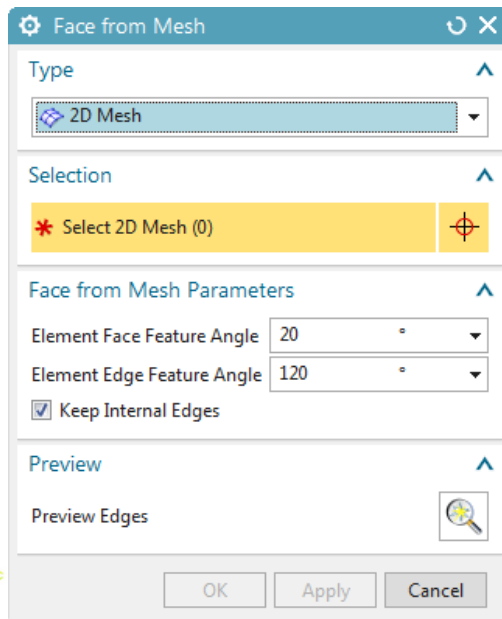 Face from Mesh
Type
2D Mesh
Selection
* Select 2D Mesh (0)
Face from Mesh Parameters
Element Face Feature Angle 20 °
Element Edge Feature Angle 120 °
Keep Internal Edges
Preview
Preview Edges
OK Apply Cancel